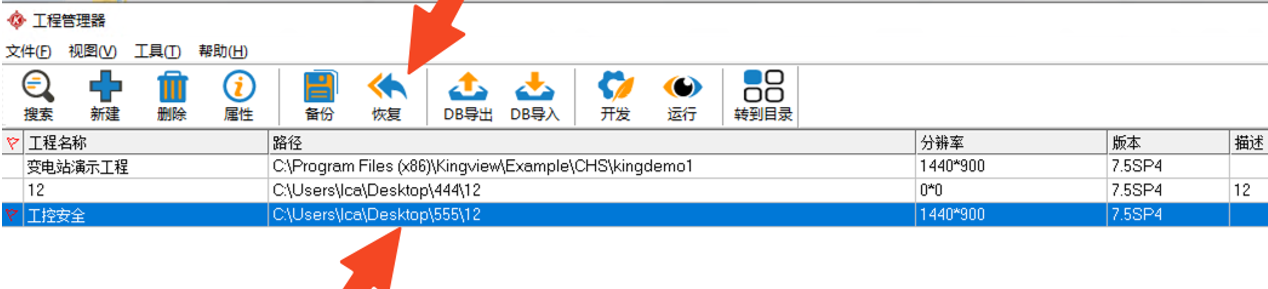 工程管理器
文件(F) 视图(V) 工具(T) 帮助(H)
搜索 新建 删除 属性 备份 恢复 DB导出 DB导入 开发 运行 转到目录
工程名称 路径 分辨率 版本 描述
变电站演示工程 C:\Program Files (x86)\Kingview\Example\CHS\kingdemo1 1440*900 7.5SP4
12 C:\Users\lca\Desktop\444\12 0*0 7.5SP4 12
工控安全 C:\Users\lca\Desktop\555\12 1440*900 7.5SP4